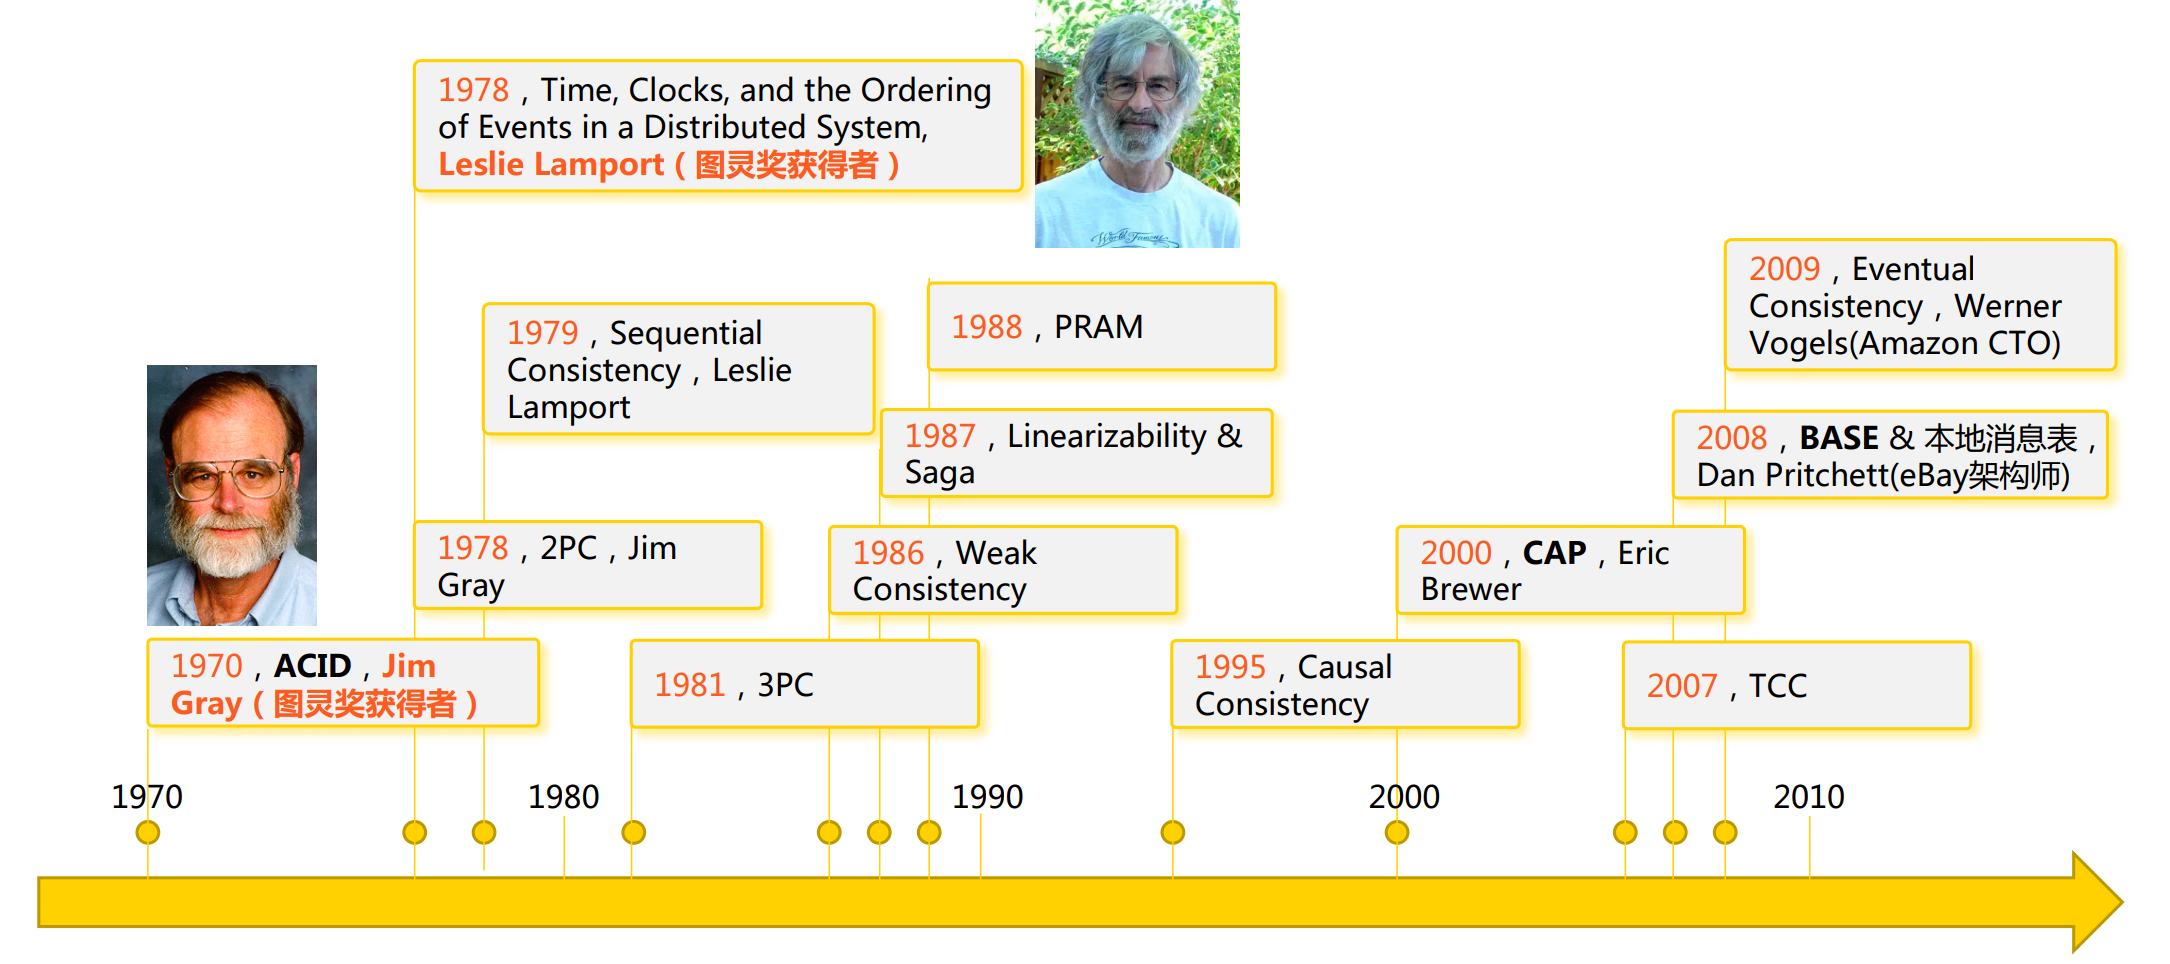 1978，Time, Clocks, and the Ordering
of Events in a Distributed System,
Leslie Lamport（图灵奖获得者）
World Famous
2009，Eventual
Consistency，Werner
Vogels(Amazon CTO)
1988，PRAM
1979，Sequential
Consistency，Leslie
Lamport
1987，Linearizability &
Saga
2008，BASE & 本地消息表，
Dan Pritchett(eBay架构师)
1978，2PC，Jim
Gray
1986，Weak
Consistency
2000，CAP，Eric
Brewer
1970，ACID，Jim
Gray（图灵奖获得者）
1981，3PC
1995，Causal
Consistency
2007，TCC
1970
1980
1990
2000
2010